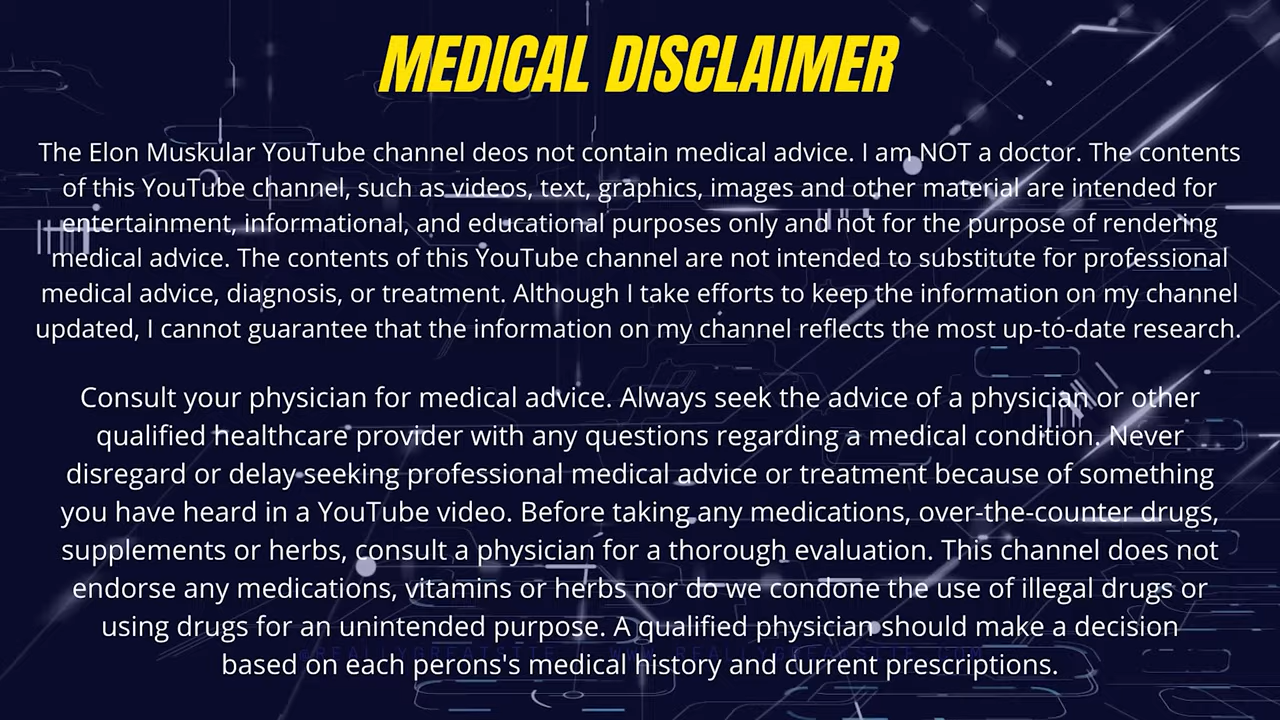 MEDICAL DISCLAIMER
The Elon Muskular YouTube channel deos not contain medical advice. I am NOT a doctor. The contents
of this YouTube channel, such as videos, text, graphics, images and other material are intended for
entertainment, informational, and educational purposes only and not for the purpose of rendering
medical advice. The contents of this YouTube channel are not intended to substitute for professional
medical advice, diagnosis, or treatment. Although I take efforts to keep the information on my channel
updated, I cannot guarantee that the information on my channel reflects the most up-to-date research.
Consult your physician for medical advice. Always seek the advice of a physician or other
qualified healthcare provider with any questions regarding a medical condition. Never
disregard or delay seeking professional medical advice or treatment because of something
you have heard in a YouTube video. Before taking any medications, over-the-counter drugs,
supplements or herbs, consult a physician for a thorough evaluation. This channel does not
endorse any medications, vitamins or herbs nor do we condone the use of illegal drugs or
using drugs for an unintended purpose. A qualified physician should make a decision
based on each perons's medical history and current prescriptions.